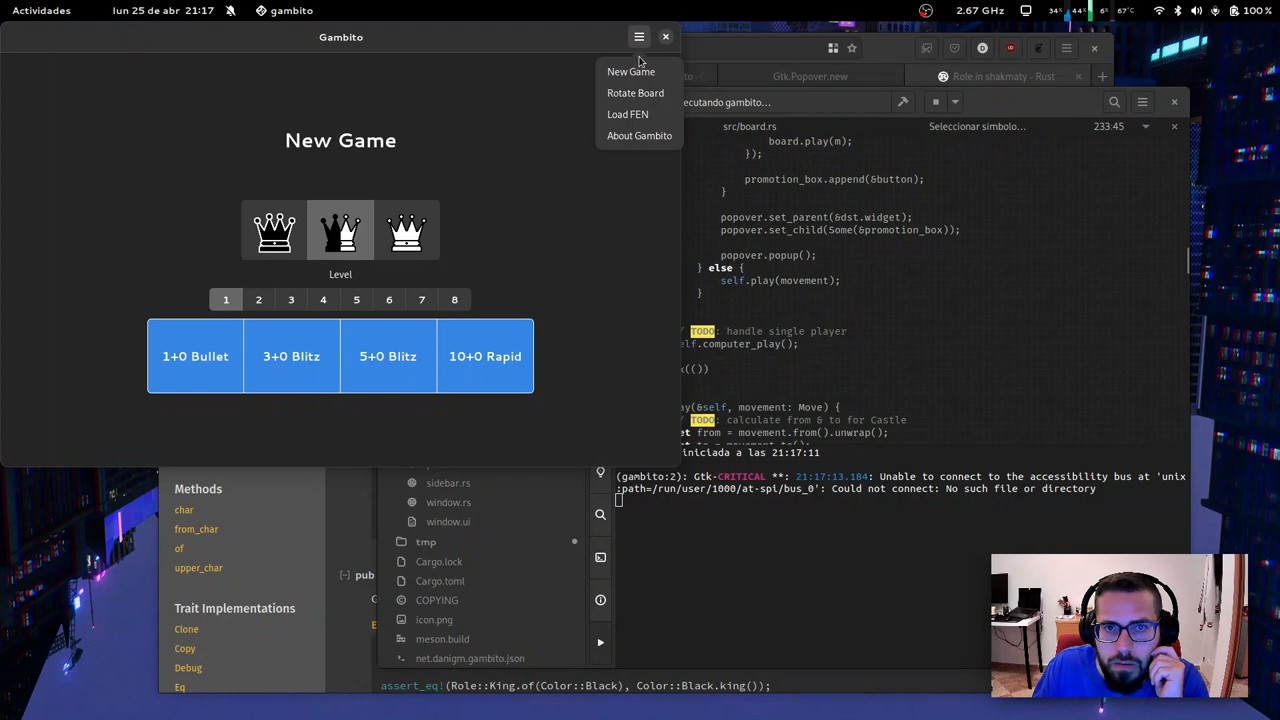 Actividades
lun 25 de abr 21:17
gambito
2.67 GHz
34%
44%
6%
67°C
100 %
Gambito
New Game
Rotate Board
Load FEN
About Gambito
New Game
Level
1 2 3 4 5 6 7 8
1+0 Bullet
3+0 Blitz
5+0 Blitz
10+0 Rapid
Gtk.Popover.new
Role in shakmaty - Rust
ecutando gambito…
src/board.rs
Seleccionar símbolo…
233:45
board.play(m);
});
promotion_box.append(&button);
}
popover.set_parent(&dst.widget);
popover.set_child(Some(&promotion_box));
popover.popup();
} else {
self.play(movement);
}
TODO: handle single player
elf.computer_play();
k(())
ay(&self, movement: Move) {
TODO: calculate from & to for Castle
et from = movement.from().unwrap();
iniciada a las 21:17:11
(gambito:2): Gtk-CRITICAL **: 21:17:13.184: Unable to connect to the accessibility bus at 'unix
:path=/run/user/1000/at-spi/bus_0': Could not connect: No such file or directory
Methods
char
from_char
of
upper_char
Trait Implementations
Clone
Copy
Debug
Eq
[-] pub
sidebar.rs
window.rs
window.ui
tmp
Cargo.lock
Cargo.toml
COPYING
icon.png
meson.build
net.danigm.gambito.json
assert_eq!(Role::King.of(Color::Black), Color::Black.king());